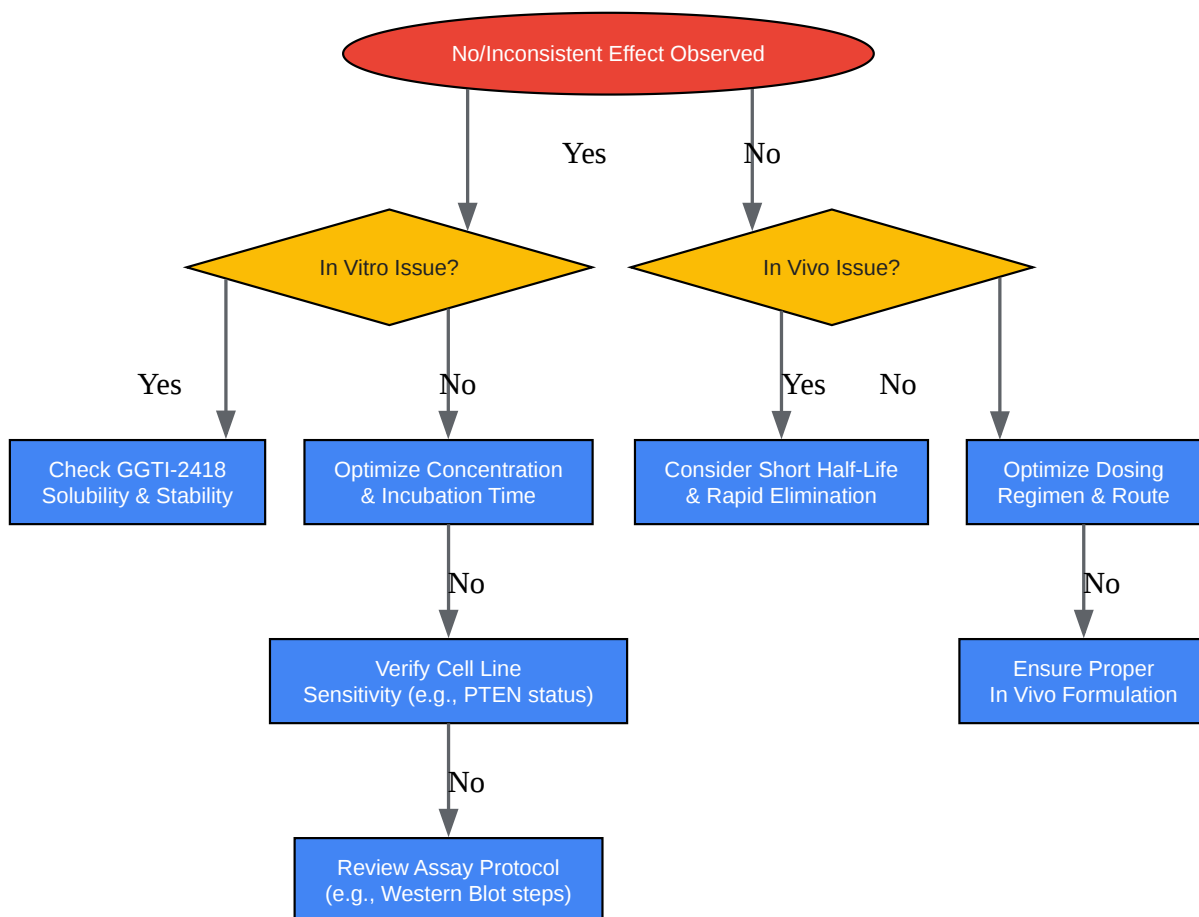 No/Inconsistent Effect Observed
Yes
No
In Vitro Issue?
In Vivo Issue?
Yes
No
Yes
No
Check GGTI-2418
Solubility & Stability
Optimize Concentration
& Incubation Time
Consider Short Half-Life
& Rapid Elimination
Optimize Dosing
Regimen & Route
No
No
Verify Cell Line
Sensitivity (e.g., PTEN status)
Ensure Proper
In Vivo Formulation
No
Review Assay Protocol
(e.g., Western Blot steps)